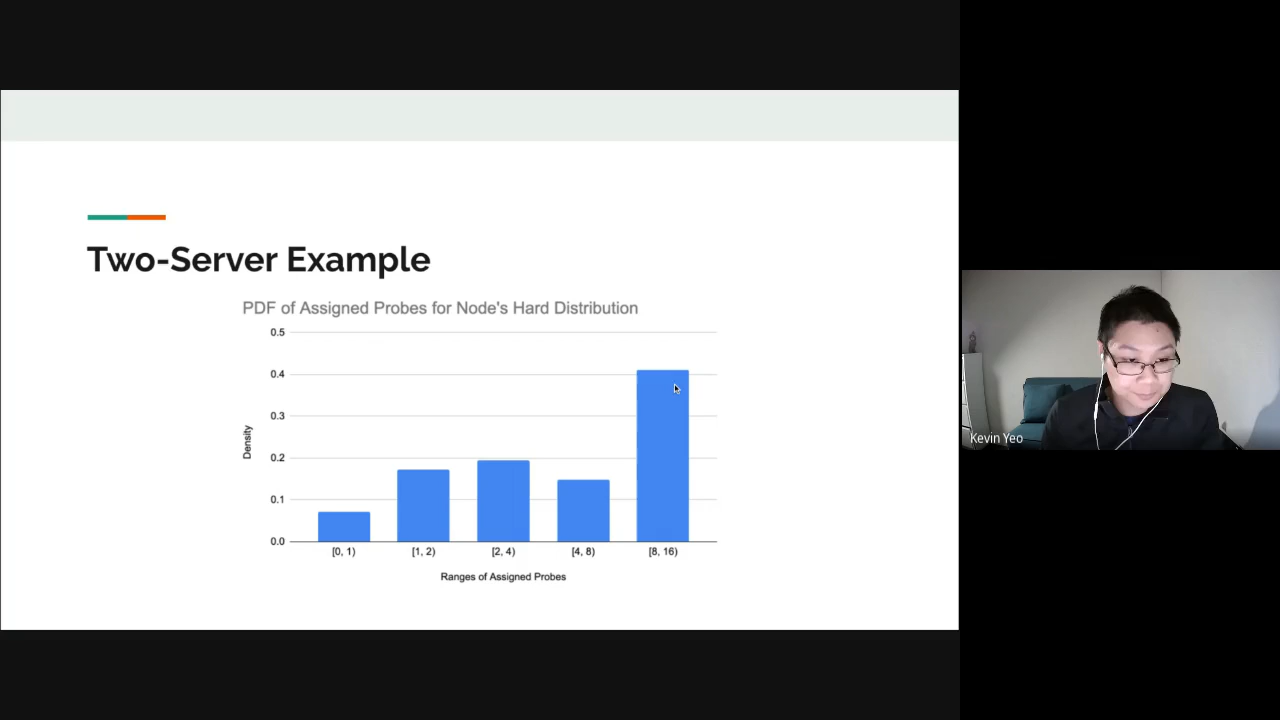 Two-Server Example
PDF of Assigned Probes for Node's Hard Distribution
0.5
0.4
0.3
0.2
0.1
0.0
Density
[0, 1)
[1, 2)
[2, 4)
[4, 8)
[8, 16)
Ranges of Assigned Probes
Kevin Yeo